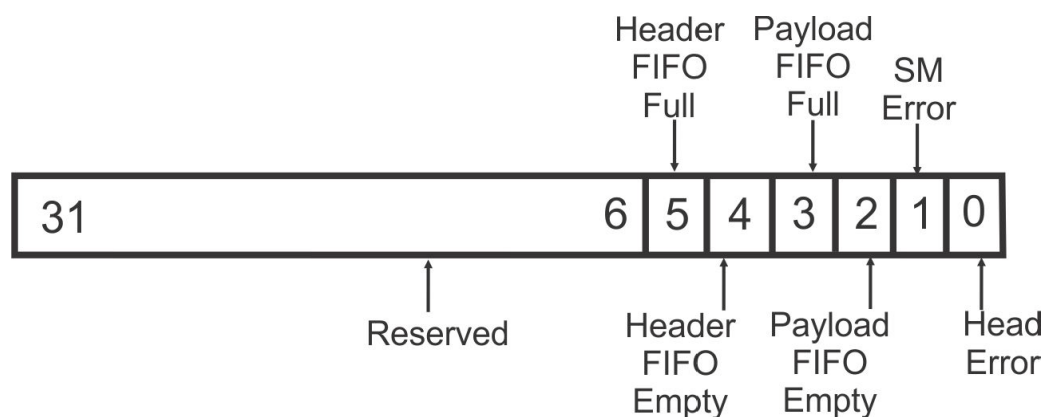 Header
FIFO
Full
Payload
FIFO
Full
SM
Error
31 6 5 4 3 2 1 0
Reserved
Header
FIFO
Empty
Payload
FIFO
Empty
Head
Error